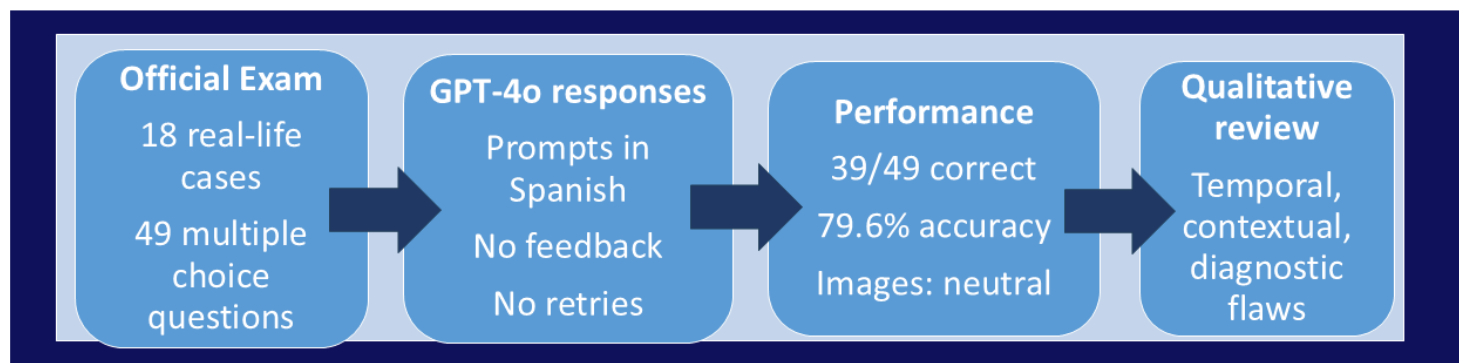 Official Exam
18 real-life
cases
49 multiple
choice
questions
GPT-4o responses
Prompts in
Spanish
No feedback
No retries
Performance
39/49 correct
79.6% accuracy
Images: neutral
Qualitative
review
Temporal,
contextual,
diagnostic
flaws